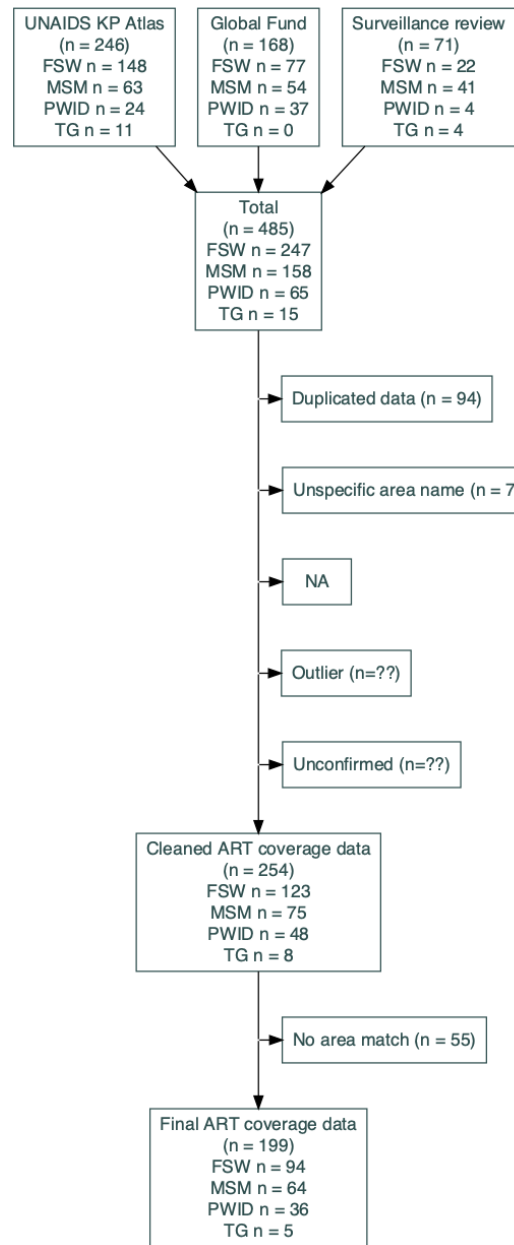 UNAIDS KP Atlas
(n = 246)
FSW n = 148
MSM n = 63
PWID n = 24
TG n = 11
Global Fund
(n = 168)
FSW n = 77
MSM n = 54
PWID n = 37
TG n = 0
Surveillance review
(n = 71)
FSW n = 22
MSM n = 41
PWID n = 4
TG n = 4
Total
(n = 485)
FSW n = 247
MSM n = 158
PWID n = 65
TG n = 15
Duplicated data (n = 94)
Unspecific area name (n = 7
NA
Outlier (n=??)
Unconfirmed (n=??)
Cleaned ART coverage data
(n = 254)
FSW n = 123
MSM n = 75
PWID n = 48
TG n = 8
No area match (n = 55)
Final ART coverage data
(n = 199)
FSW n = 94
MSM n = 64
PWID n = 36
TG n = 5